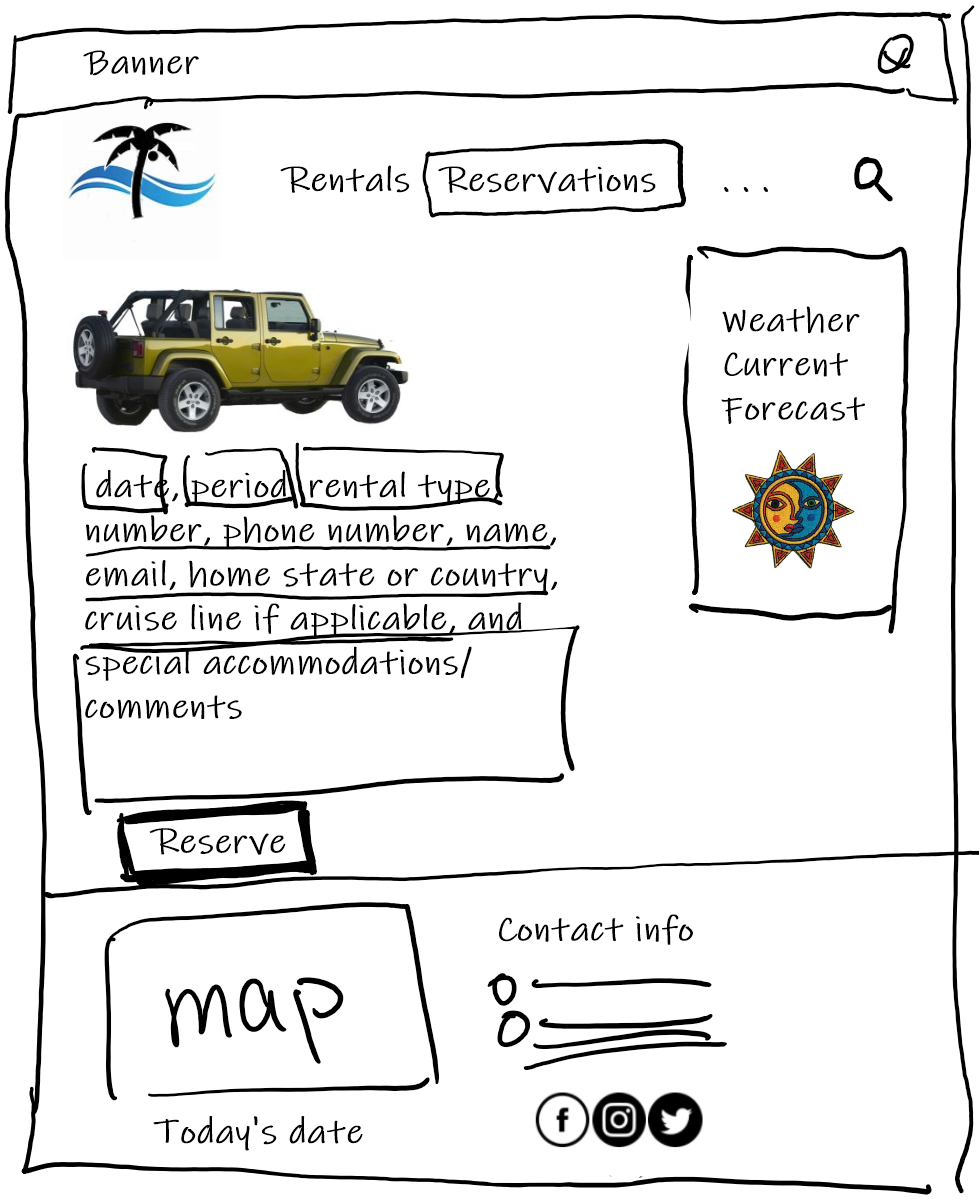 Banner
Rentals Reservations ...
Weather
Current
Forecast
date, period, rental type,
number, phone number, name,
email, home state or country,
cruise line if applicable, and
special accommodations/
comments
Reserve
map
Contact info
Today's date